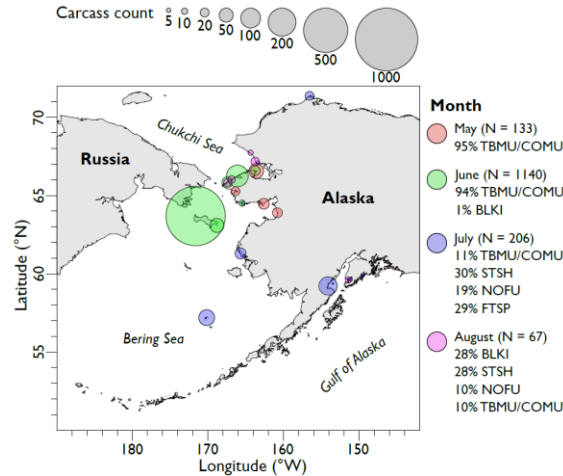 Carcass count
5 10 20 50 100 200 500 1000
Month
May (N = 133)
95% TBMU/COMU
June (N = 1140)
94% TBMU/COMU
1% BLKI
July (N = 206)
11% TBMU/COMU
30% STSH
19% NOFU
29% FTSP
August (N = 67)
28% BLKI
28% STSH
10% NOFU
10% TBMU/COMU
Chukchi Sea
Russia
Alaska
Bering Sea
Gulf of Alaska
Latitude (°N)
70
65
60
55
180 170 160 150
Longitude (°W)